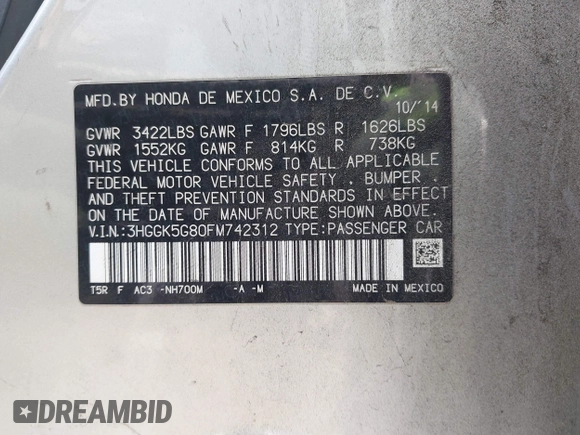 MFD.BY HONDA DE MEXICO S.A. DE C.V.
10/'14
GVWR 3422LBS GAWR F 1796LBS R 1626LBS
GVWR 1552KG GAWR F 814KG R 738KG
THIS VEHICLE CONFORMS TO ALL APPLICABLE
FEDERAL MOTOR VEHICLE SAFETY . BUMPER .
AND THEFT PREVENTION STANDARDS IN EFFECT
ON THE DATE OF MANUFACTURE SHOWN ABOVE.
V.I.N:3HGGK5G80FM742312 TYPE:PASSENGER CAR
T5R F AC3 -NH700M -A -M MADE IN MEXICO
DREAMBID